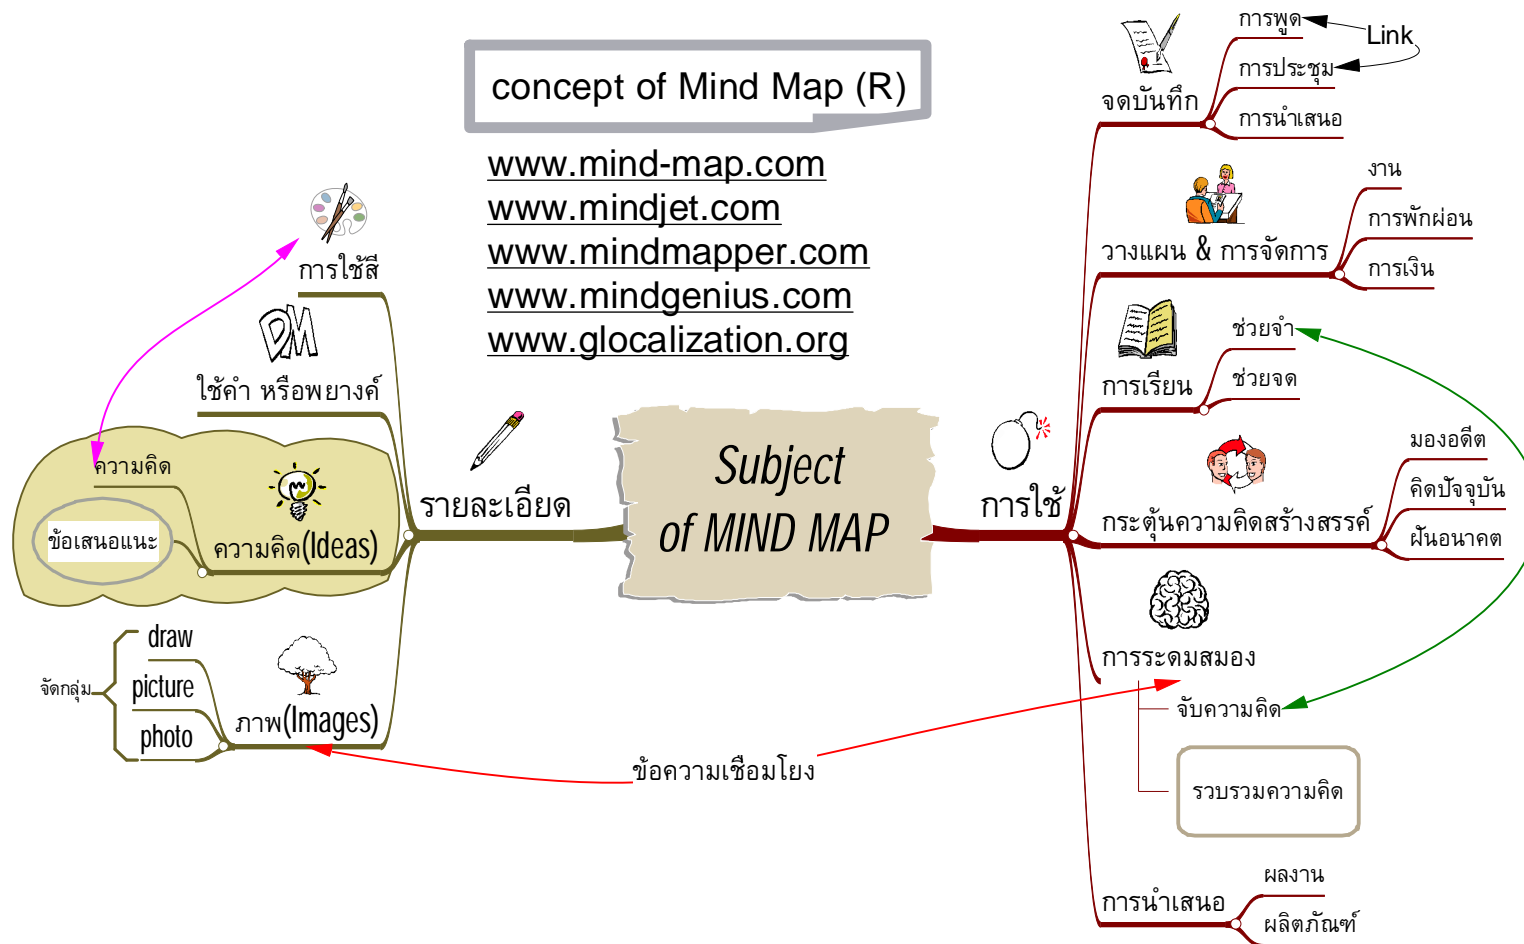 concept of Mind Map (R)
www.mind-map.com
www.mindjet.com
www.mindmapper.com
www.mindgenius.com
www.glocalization.org
Subject
of MIND MAP
รายละเอียด
การใช้สี
ใช้คำ หรือพยางค์
ความคิด(Ideas)
ความคิด
ข้อเสนอแนะ
ภาพ(Images)
draw
picture
photo
จัดกลุ่ม
ข้อความเชื่อมโยง
การใช้
จดบันทึก
การพูด
การประชุม
การนำเสนอ
Link
วางแผน & การจัดการ
งาน
การพักผ่อน
การเงิน
การเรียน
ช่วยจำ
ช่วยจด
กระตุ้นความคิดสร้างสรรค์
มองอดีต
คิดปัจจุบัน
ฝันอนาคต
การระดมสมอง
จับความคิด
รวบรวมความคิด
การนำเสนอ
ผลงาน
ผลิตภัณฑ์